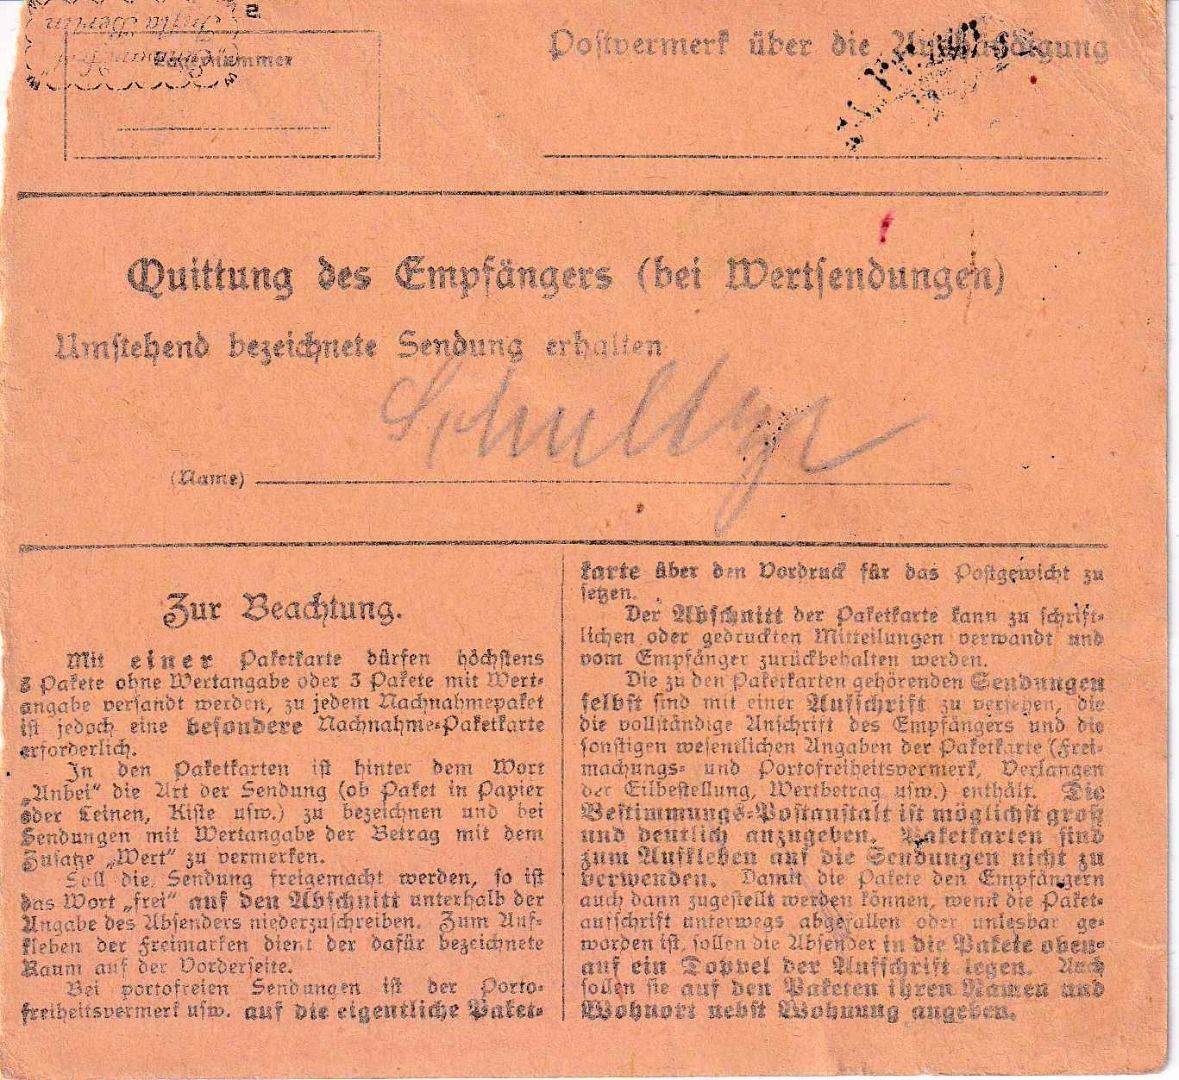 Paketnummer
Postvermerk über die Aushändigung
Quittung des Empfängers (bei Wertsendungen)
Umstehend bezeichnete Sendung erhalten
(Name)
Zur Beachtung.
Mit einer Paketkarte dürfen höchstens
3 Pakete ohne Wertangabe oder 3 Pakete mit Wert-
angabe versandt werden, zu jedem Nachnahmepaket
ist jedoch eine besondere Nachnahme-Paketkarte
erforderlich.
In den Paketkarten ist hinter dem Wort
„Anbei“ die Art der Sendung (ob Paket in Papier
oder Leinen, Kiste usw.) zu bezeichnen und bei
Sendungen mit Wertangabe der Betrag mit dem
Zusatze „Wert“ zu vermerken.
Soll die Sendung freigemacht werden, so ist
das Wort „frei“ auf den Abschnitt unterhalb der
Angabe des Absenders niederzuschreiben. Zum Auf-
kleben der Freimarken dient der dafür bezeichnete
Raum auf der Vorderseite.
Bei portofreien Sendungen ist der Porto-
freiheitsvermerk usw. auf die eigentliche Paket-
karte über den Vordruck für das Postgewicht zu
setzen.
Der Abschnitt der Paketkarte kann zu schrift-
lichen oder gedruckten Mitteilungen verwandt und
vom Empfänger zurückbehalten werden.
Die zu den Paketkarten gehörenden Sendungen
selbst sind mit einer Aufschrift zu versehen, die
die vollständige Anschrift des Empfängers und die
sonstigen wesentlichen Angaben der Paketkarte (Frei-
machungs- und Portofreiheitsvermerk, Verlangen
der Eilbestellung, Wertbetrag usw.) enthält. Die
Bestimmungs-Postanstalt ist möglichst groß
und deutlich anzugeben. Paketkarten sind
zum Aufkleben auf die Sendungen nicht zu
verwenden. Damit die Pakete den Empfängern
auch dann zugestellt werden können, wenn die Paket-
aufschrift unterwegs abgefallen oder unlesbar ge-
worden ist, sollen die Absender in die Pakete oben-
auf ein Doppel der Aufschrift legen. Auch
sollen sie auf den Paketen ihren Namen und
Wohnort nebst Wohnung angeben.